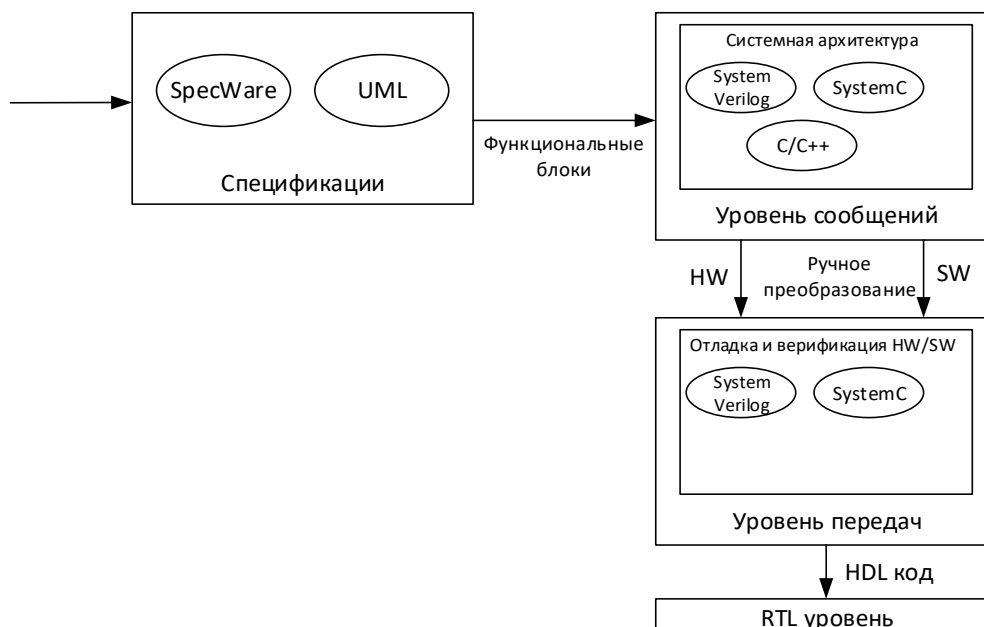 SpecWare
UML
Спецификации
Функциональные
блоки
Системная архитектура
System
Verilog
SystemC
C/C++
Уровень сообщений
HW
Ручное
преобразование
SW
Отладка и верификация HW/SW
System
Verilog
SystemC
Уровень передач
HDL код
RTL уровень